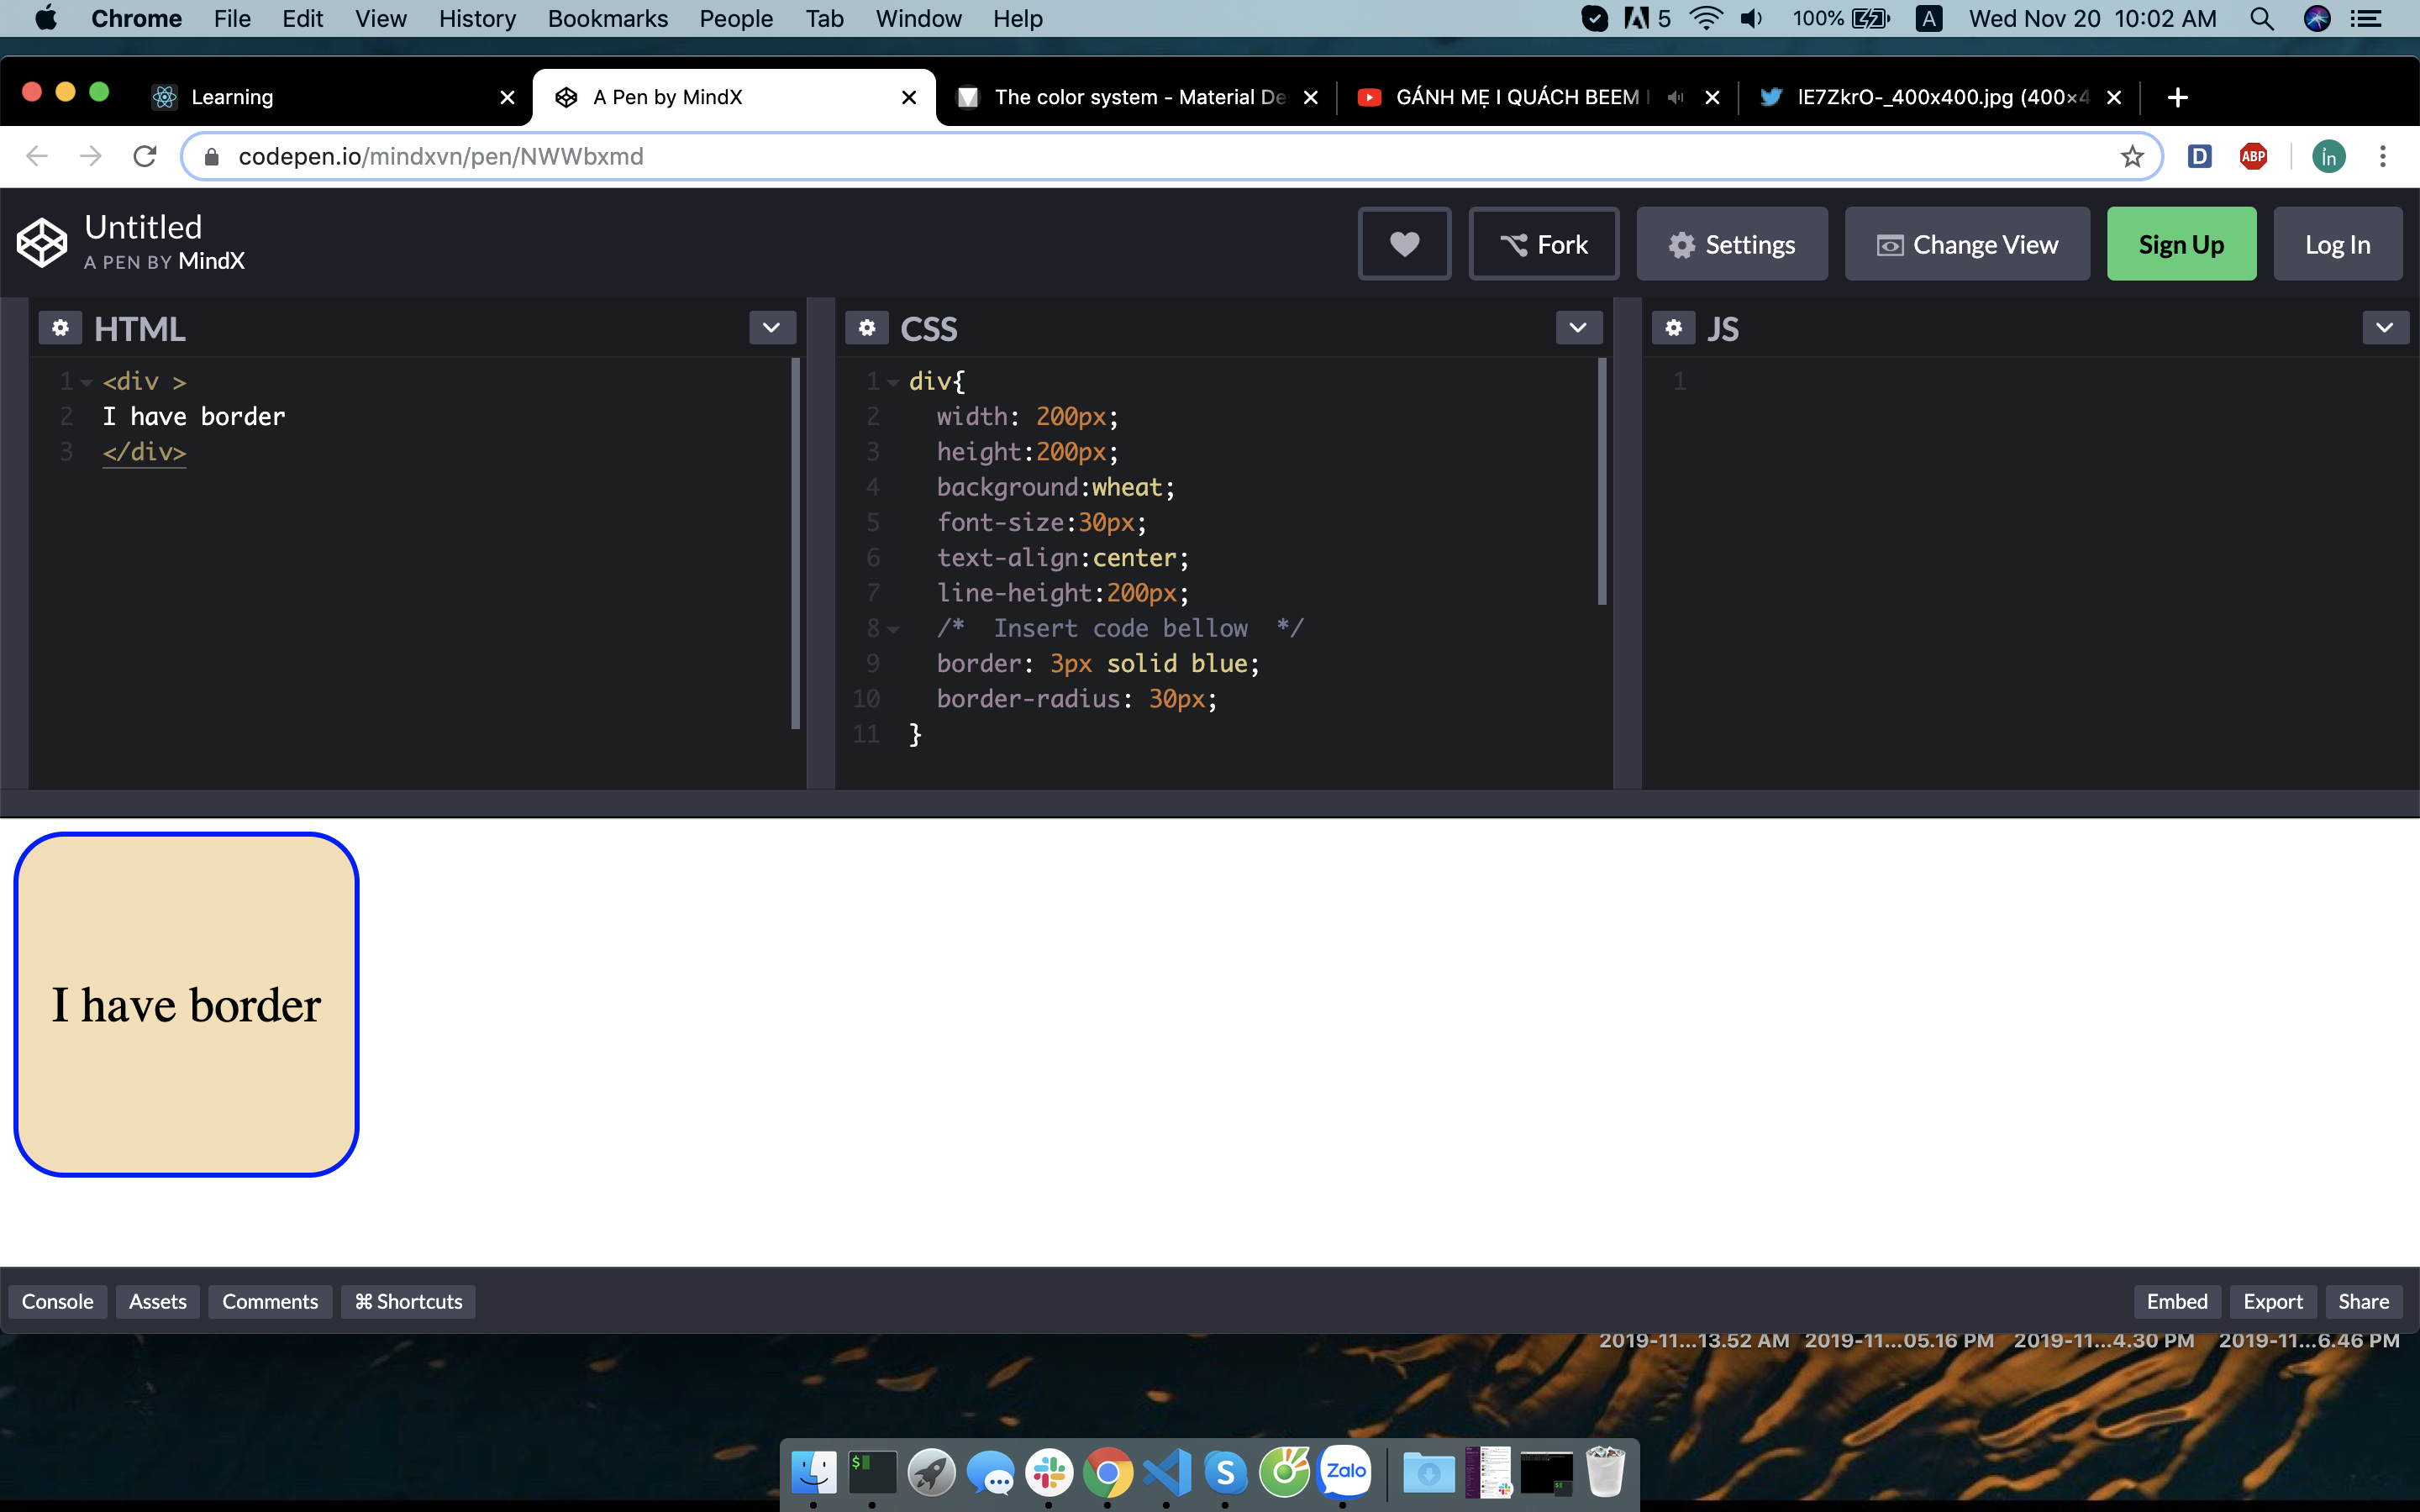 Chrome File Edit View History Bookmarks People Tab Window Help 5 100% A Wed Nov 20 10:02 AM
Learning A Pen by MindX The color system - Material De GÁNH MẸ I QUÁCH BEEM IE7ZkrO-_400x400.jpg (400×4
codepen.io/mindxvn/pen/NWWbxmd D ABP
Untitled
A PEN BY MindX
Fork Settings Change View Sign Up Log In
HTML
1 <div >
2 I have border
3 </div>
CSS
1 div{
2 width: 200px;
3 height:200px;
4 background:wheat;
5 font-size:30px;
6 text-align:center;
7 line-height:200px;
8 /* Insert code bellow */
9 border: 3px solid blue;
10 border-radius: 30px;
11 }
JS
1
I have border
Console Assets Comments ⌘ Shortcuts Embed Export Share
2019-11...13.52 AM 2019-11...05.16 PM 2019-11...4.30 PM 2019-11...6.46 PM
$ S Zalo